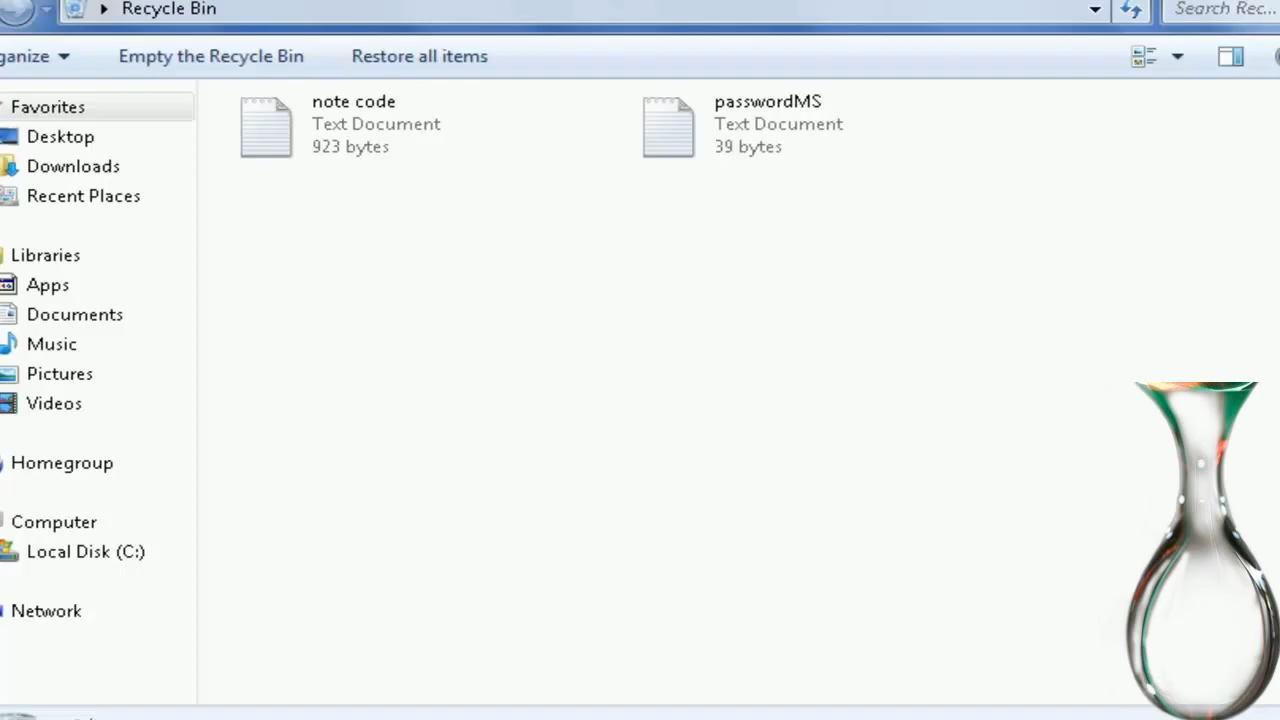 Recycle Bin
Search Rec...
ganize
Empty the Recycle Bin
Restore all items
Favorites
Desktop
Downloads
Recent Places
Libraries
Apps
Documents
Music
Pictures
Videos
Homegroup
Computer
Local Disk (C:)
Network
note code
Text Document
923 bytes
passwordMS
Text Document
39 bytes